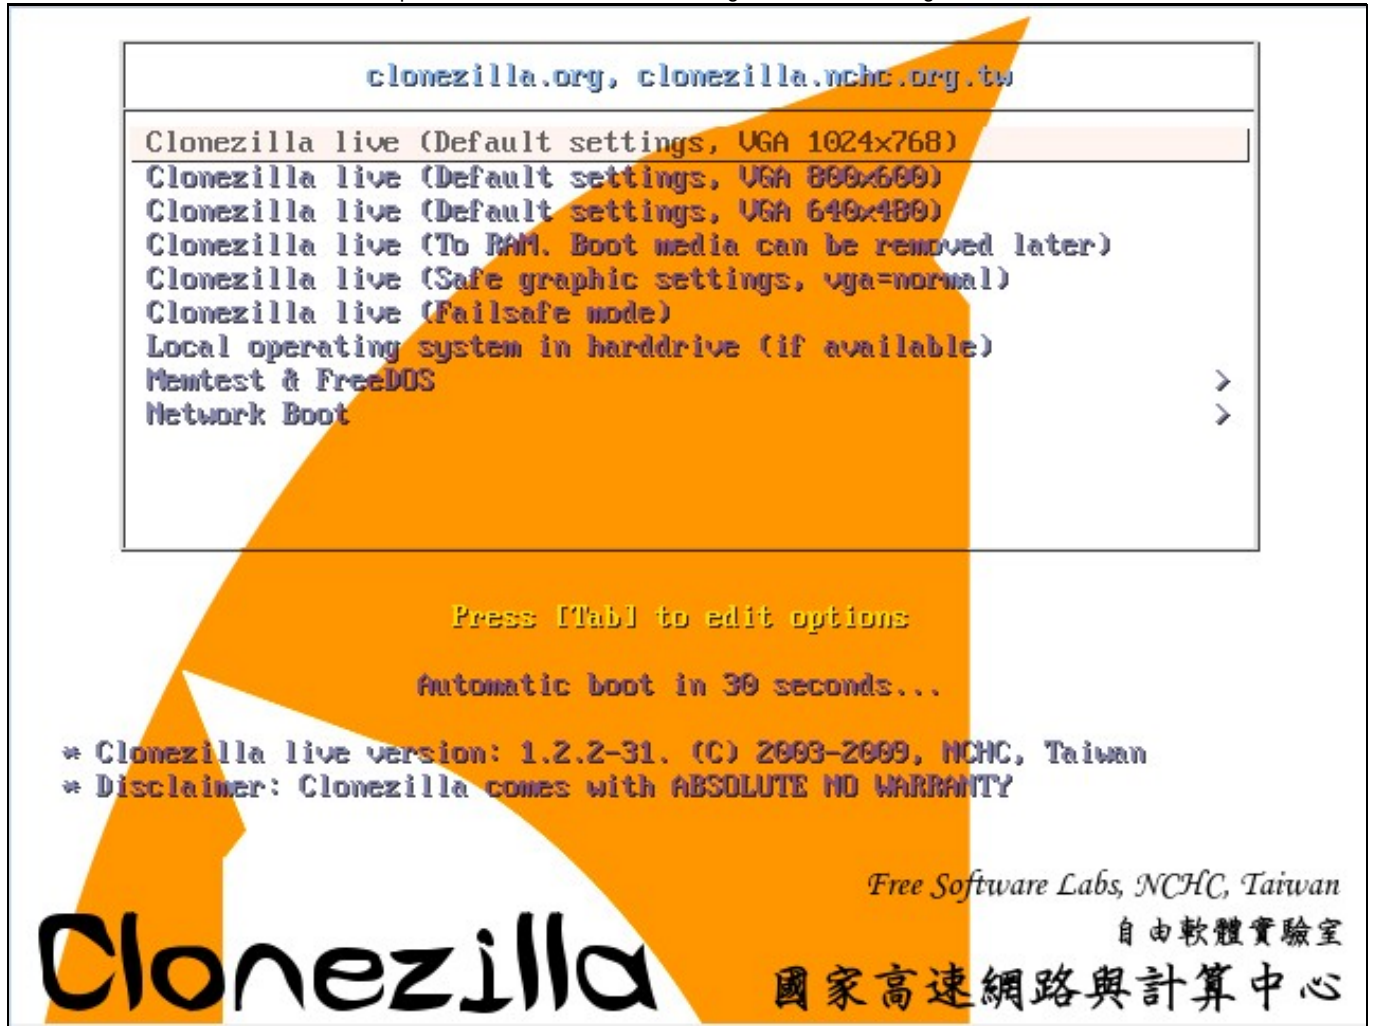 clonezilla.org, clonezilla.nchc.org.tw
Clonezilla live (Default settings, VGA 1024x768)
Clonezilla live (Default settings, VGA 800x600)
Clonezilla live (Default settings, VGA 640x480)
Clonezilla live (To RAM. Boot media can be removed later)
Clonezilla live (Safe graphic settings, vga=normal)
Clonezilla live (Failsafe mode)
Local operating system in harddrive (if available)
Memtest & FreeDOS >
Network Boot >
Press [Tab] to edit options
Automatic boot in 30 seconds...
* Clonezilla live version: 1.2.2-31. (C) 2003-2009, NCHC, Taiwan
* Disclaimer: Clonezilla comes with ABSOLUTE NO WARRANTY
Free Software Labs, NCHC, Taiwan
自由軟體實驗室
Clonezilla
國家高速網路與計算中心